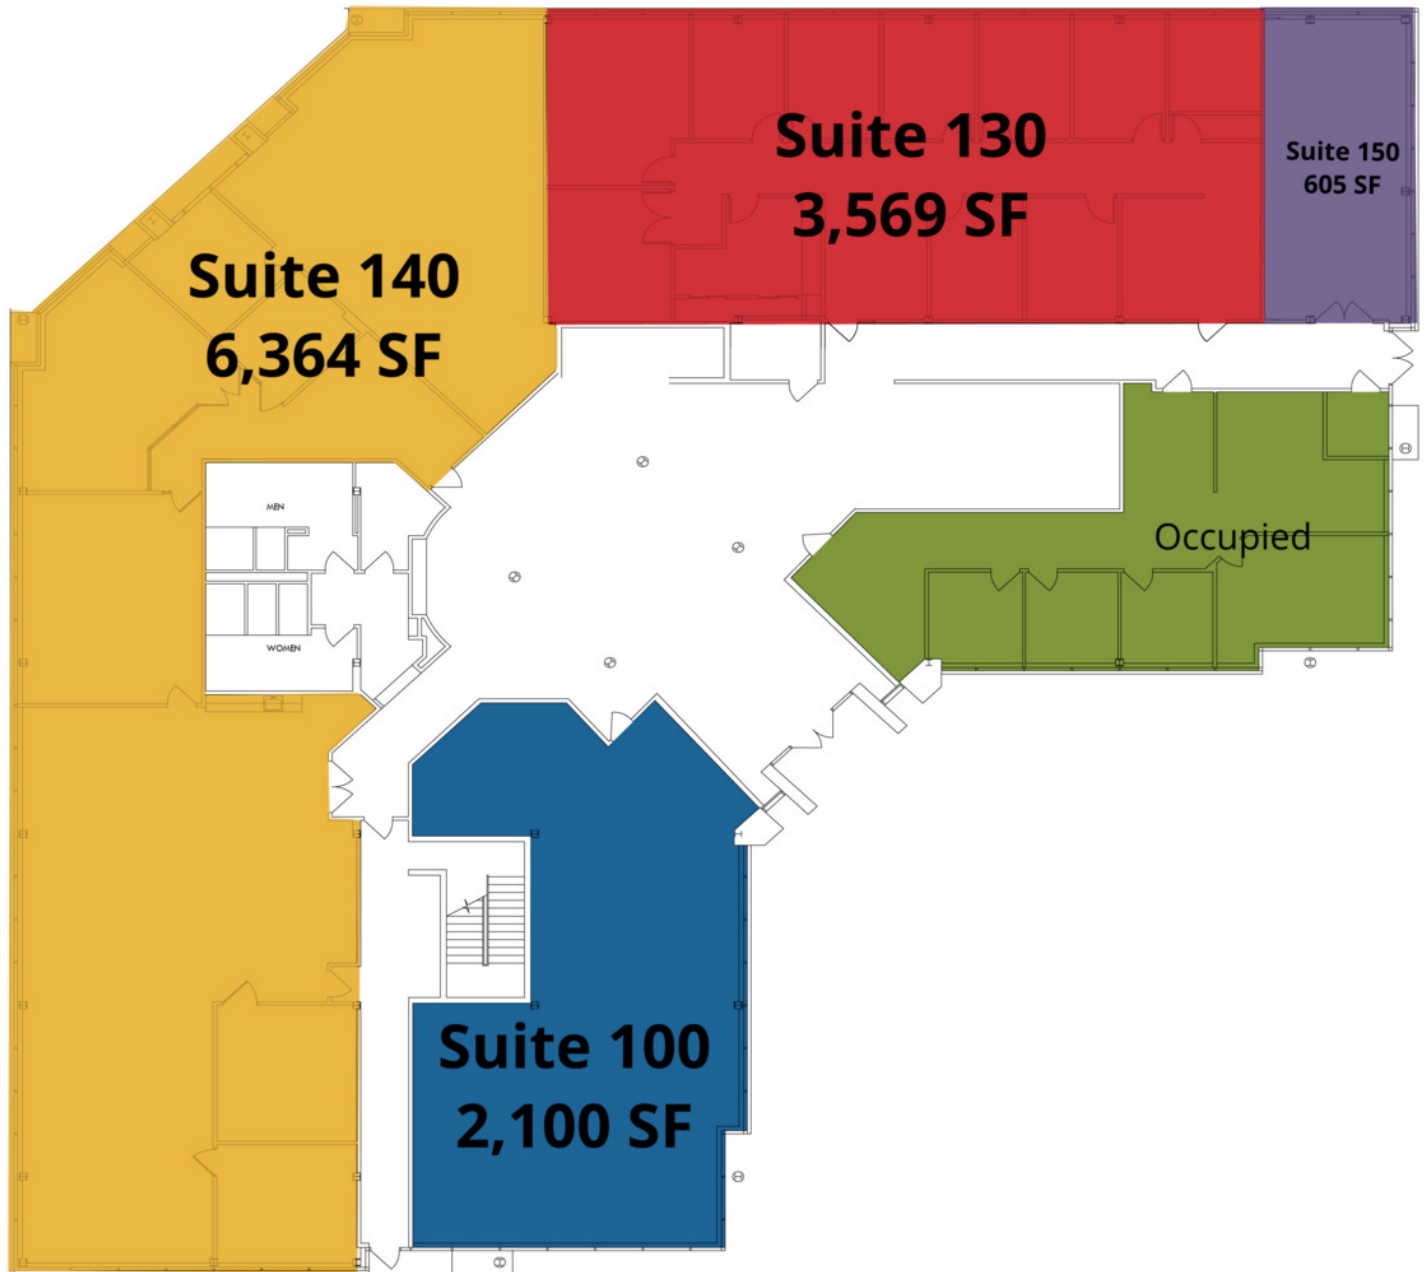 Suite 130
3,569 SF
Suite 150
605 SF
Suite 140
6,364 SF
MEN
Occupied
WOMEN
Suite 100
2,100 SF